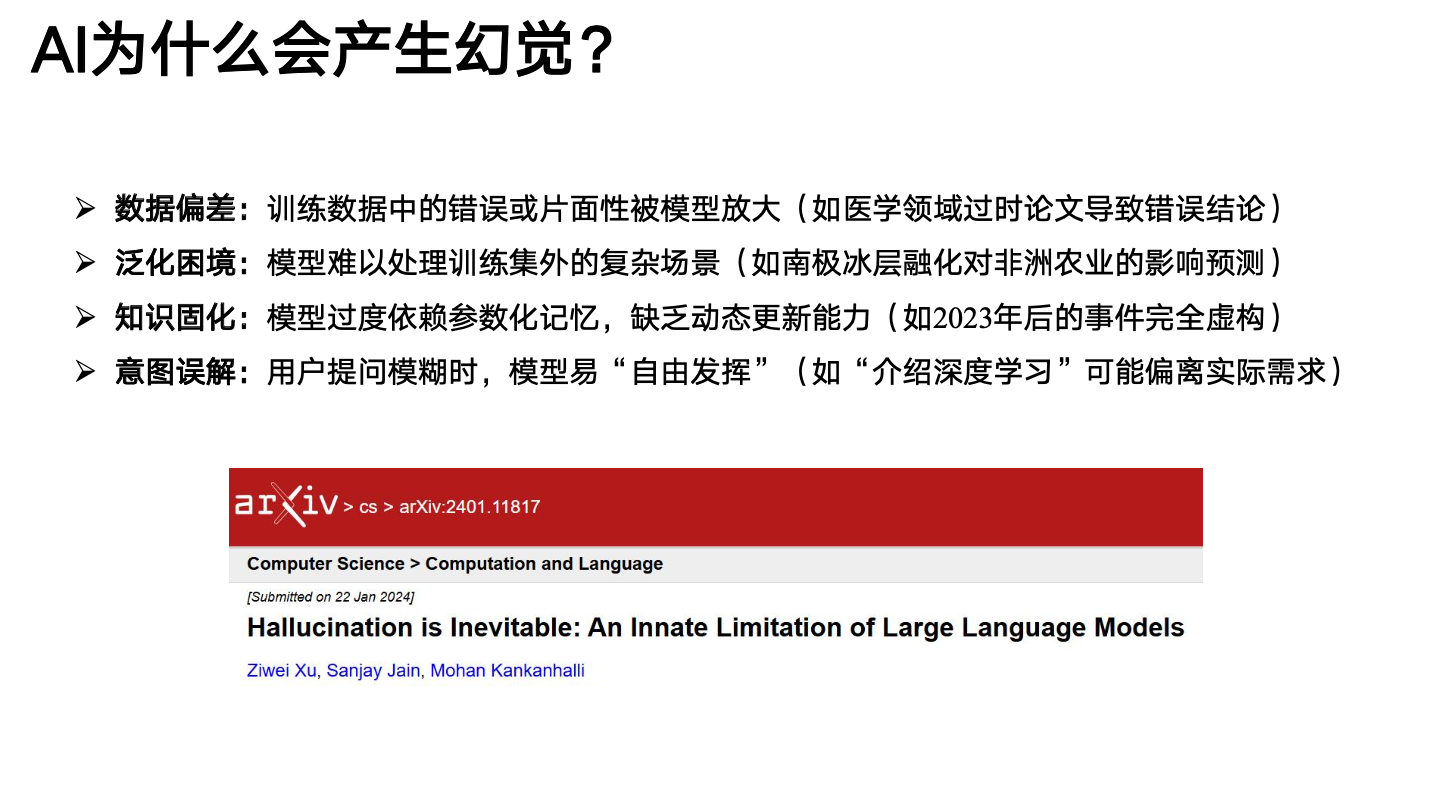 AI为什么会产生幻觉？
➢ 数据偏差：训练数据中的错误或片面性被模型放大（如医学领域过时论文导致错误结论）
➢ 泛化困境：模型难以处理训练集外的复杂场景（如南极冰层融化对非洲农业的影响预测）
➢ 知识固化：模型过度依赖参数化记忆，缺乏动态更新能力（如2023年后的事件完全虚构）
➢ 意图误解：用户提问模糊时，模型易“自由发挥”（如“介绍深度学习”可能偏离实际需求）
arXiv > cs > arXiv:2401.11817
Computer Science > Computation and Language
[Submitted on 22 Jan 2024]
Hallucination is Inevitable: An Innate Limitation of Large Language Models
Ziwei Xu, Sanjay Jain, Mohan Kankanhalli